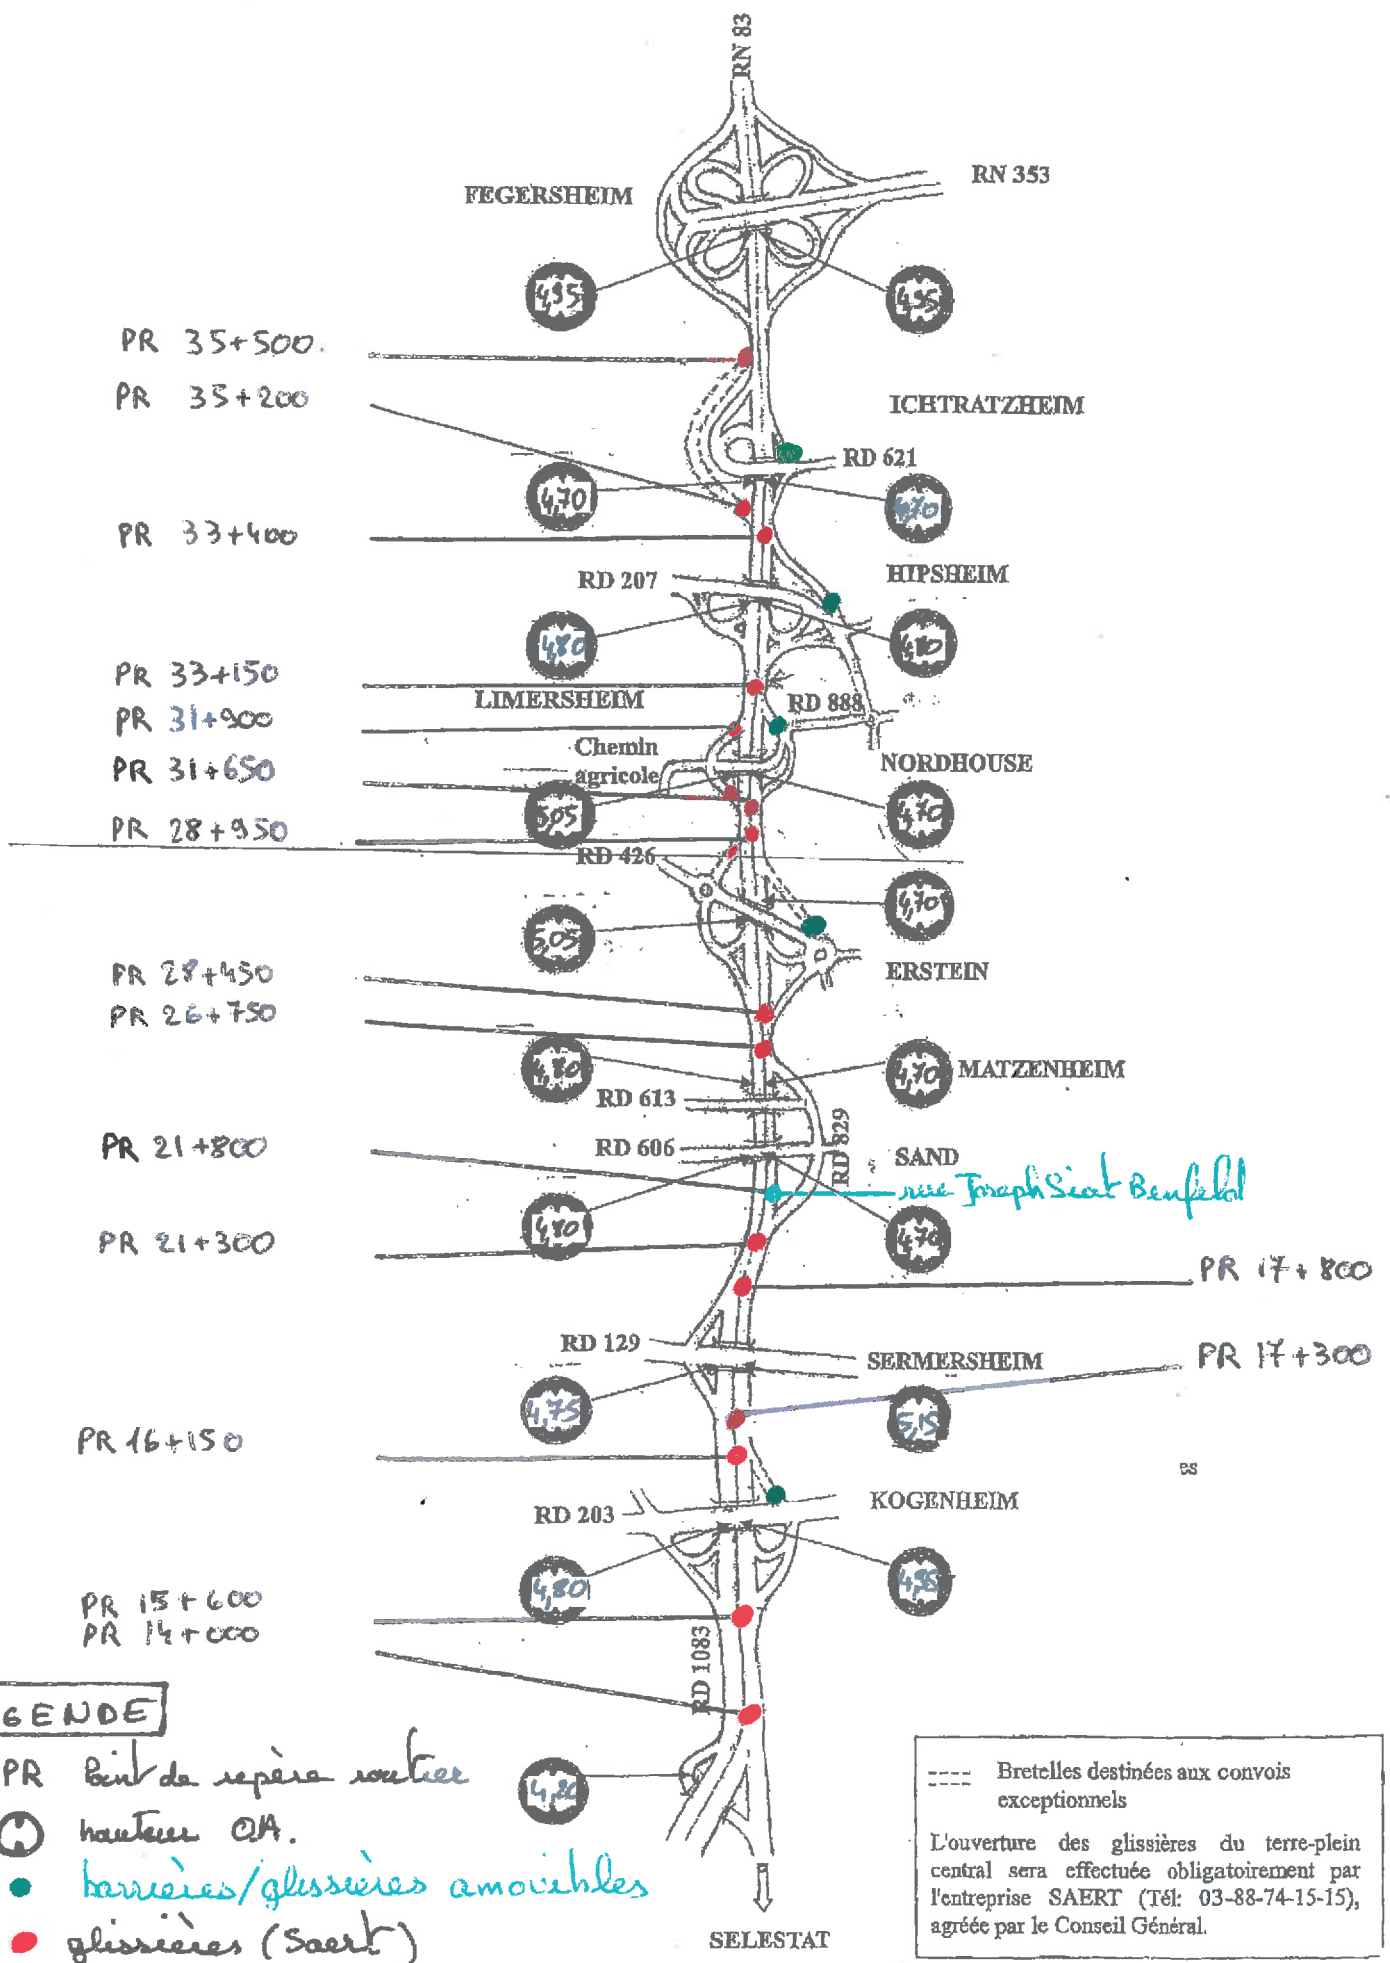 RN 83
RN 353
FEGERSHEIM
4,95
4,95
PR 35+500
PR 35+200
ICHTRATZHEIM
RD 621
4,70
4,70
PR 33+400
RD 207
HIPSHEIM
4,80
4,80
PR 33+150
LIMERSHEIM
RD 888
PR 31+900
Chemin
agricole
NORDHOUSE
PR 31+650
5,05
4,70
PR 28+950
RD 426
4,70
5,05
ERSTEIN
PR 28+450
PR 26+750
4,80
4,70
MATZENHEIM
RD 613
RD 829
PR 21+800
RD 606
SAND
rue Joseph Siat Benfeld
4,80
4,70
PR 21+300
PR 17+800
RD 129
SERMERSHEIM
PR 17+300
4,75
5,15
PR 16+150
es
RD 203
KOGENHEIM
4,80
PR 15+600
PR 14+000
RD 1083
GENDE
PR Point de repère routier
4,20
hauteur OA.
barrières/glissières amovibles
glissières (Saert)
SELESTAT
Bretelles destinées aux convois
exceptionnels
L'ouverture des glissières du terre-plein
central sera effectuée obligatoirement par
l'entreprise SAERT (Tél: 03-88-74-15-15),
agréée par le Conseil Général.